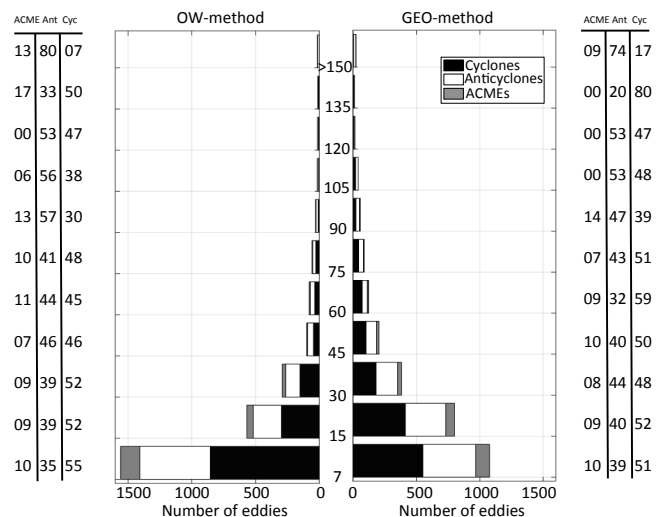 OW-method GEO-method
ACME Ant Cyc
ACME Ant Cyc
13 80 07
09 74 17
>150
Cyclones
Anticyclones
ACMEs
17 33 50
00 20 80
135
00 53 47
00 53 47
120
06 56 38
00 53 48
105
13 57 30
14 47 39
90
10 41 48
07 43 51
75
11 44 45
09 32 59
60
07 46 46
10 40 50
45
09 39 52
08 44 48
30
09 39 52
09 40 52
15
10 35 55
10 39 51
7
1500 1000 500 0
0 500 1000 1500
Number of eddies
Number of eddies